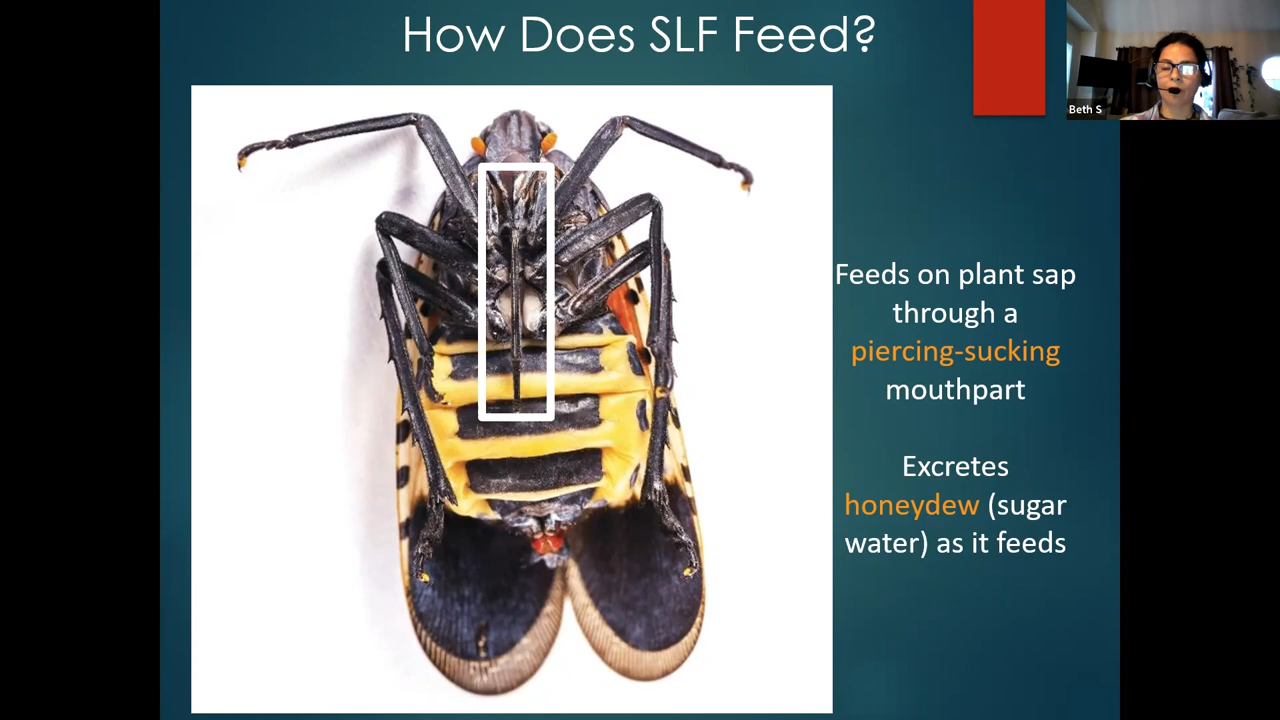 How Does SLF Feed?
Beth S
Feeds on plant sap
through a
piercing-sucking
mouthpart
Excretes
honeydew (sugar
water) as it feeds